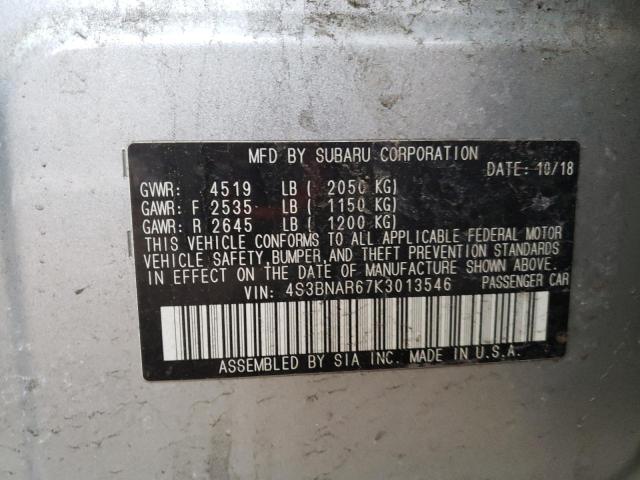 MFD BY SUBARU CORPORATION
DATE: 10/18
GVWR: 4519 LB ( 2050 KG)
GAWR: F 2535 LB ( 1150 KG)
GAWR: R 2645 LB ( 1200 KG)
THIS VEHICLE CONFORMS TO ALL APPLICABLE FEDERAL MOTOR
VEHICLE SAFETY, BUMPER, AND THEFT PREVENTION STANDARDS
IN EFFECT ON THE DATE OF MANUFACTURE SHOWN ABOVE.
VIN: 4S3BNAR67K3013546 PASSENGER CAR
ASSEMBLED BY SIA INC. MADE IN U.S.A.